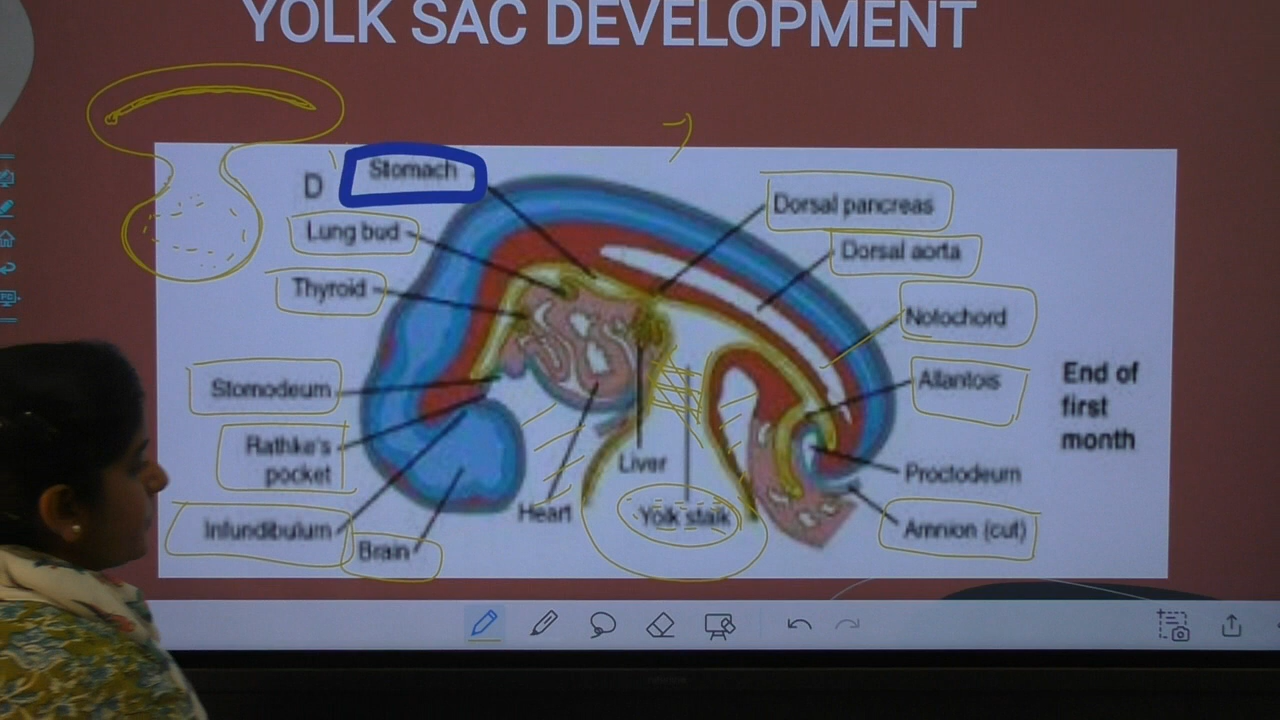 YOLK SAC DEVELOPMENT
D
Stomach
Lung bud
Thyroid
Stomodeum
Rathke's
pocket
Infundibulum
Brain
Heart
Liver
Yolk stalk
Dorsal pancreas
Dorsal aorta
Notochord
Allantois
Proctodeum
Amnion (cut)
End of
first
month